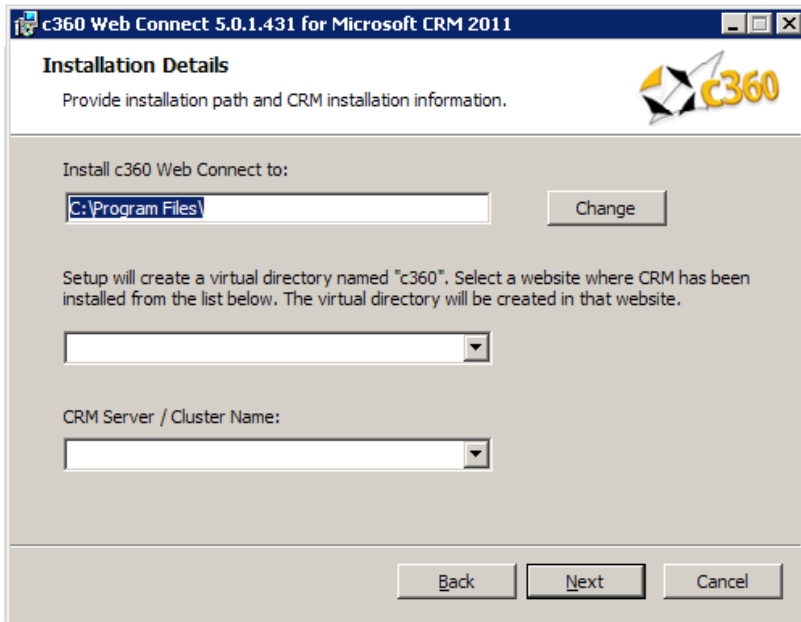 c360 Web Connect 5.0.1.431 for Microsoft CRM 2011
Installation Details
Provide installation path and CRM installation information.
c360
Install c360 Web Connect to:
C:\Program Files\
Change
Setup will create a virtual directory named "c360". Select a website where CRM has been
installed from the list below. The virtual directory will be created in that website.
CRM Server / Cluster Name:
Back
Next
Cancel